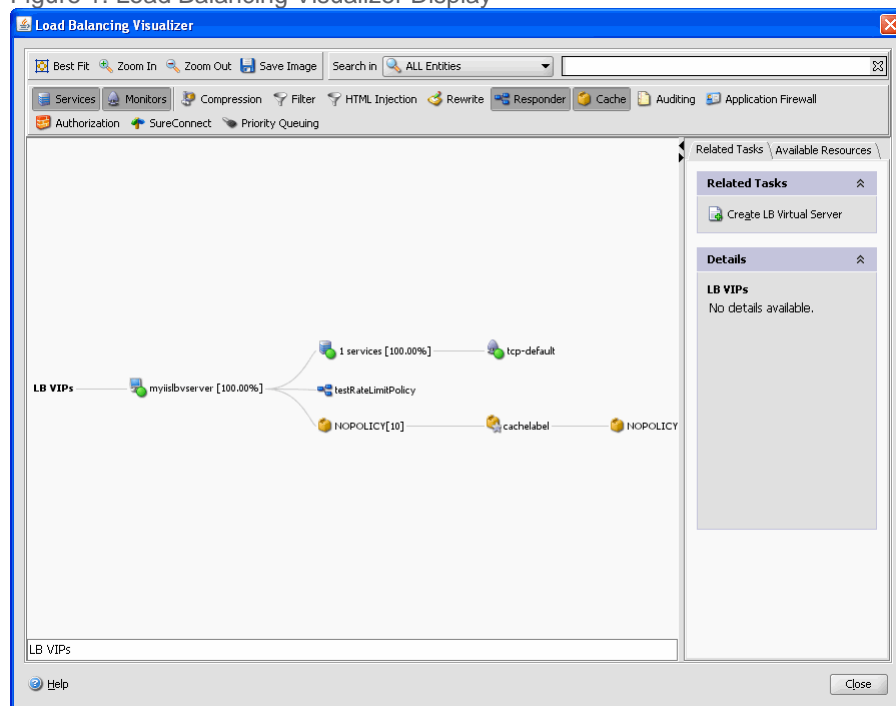 Figure 1. Load Balancing Visualizer Display
Load Balancing Visualizer
Best Fit Zoom In Zoom Out Save Image Search in ALL Entities
Services Monitors Compression Filter HTML Injection Rewrite Responder Cache Auditing Application Firewall
Authorization SureConnect Priority Queuing
Related Tasks Available Resources
Related Tasks
Create LB Virtual Server
Details
LB VIPs
No details available.
1 services [100.00%] tcp-default
LB VIPs myiislbvserver [100.00%] testRateLimitPolicy
NOPOLICY[10] cachelabel NOPOLICY
LB VIPs
Help Close